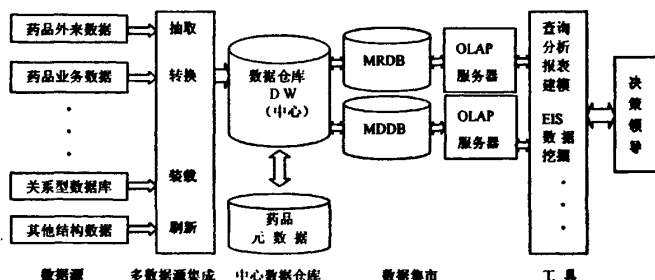 药品外来数据
药品业务数据
关系型数据库
其他结构数据
抽取
转换
装载
刷新
数据仓库
DW
(中心)
药品
元数据
MRDB
MDDB
OLAP
服务器
OLAP
服务器
查询
分析
报表
建模
EIS
数据
挖掘
决
策
领
导
数据源
多数据源集成
中心数据仓库
数据集市
工具